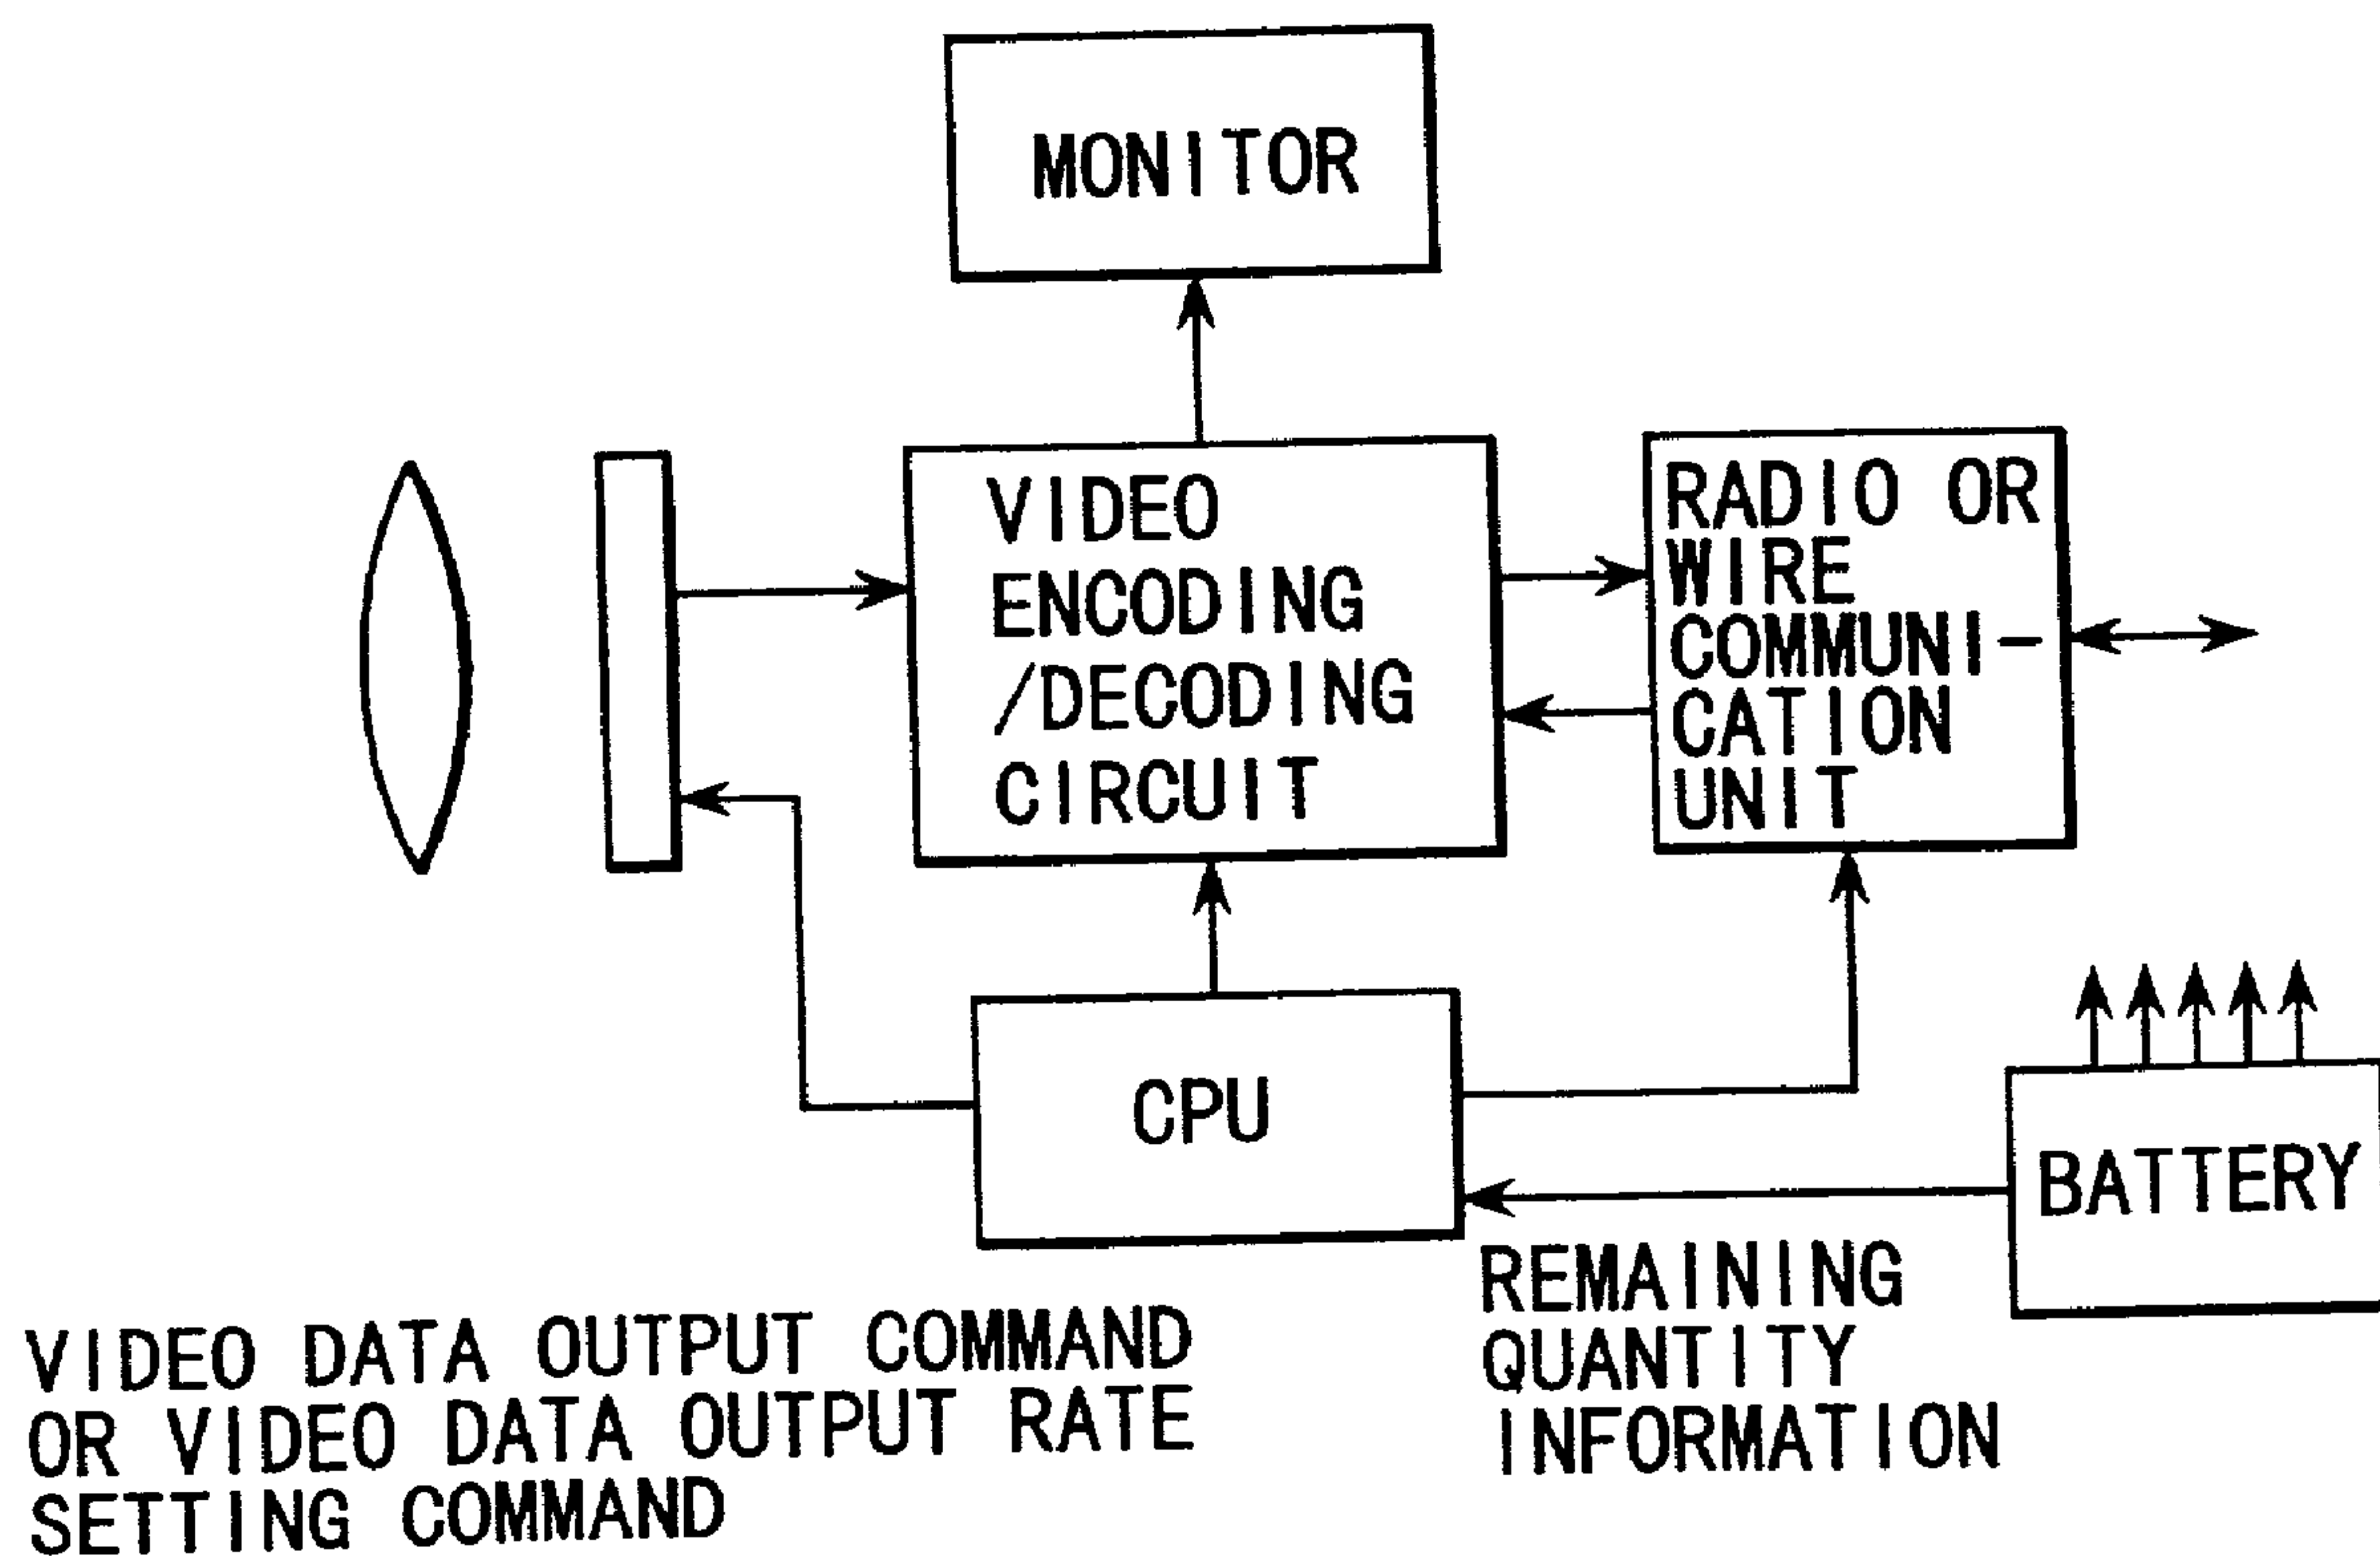 MONITOR
VIDEO
ENCODING
/DECODING
CIRCUIT
RADIO OR
WIRE
COMMUNI-
CATION
UNIT
CPU
BATTERY
REMAINING
QUANTITY
INFORMATION
VIDEO DATA OUTPUT COMMAND
OR VIDEO DATA OUTPUT RATE
SETTING COMMAND